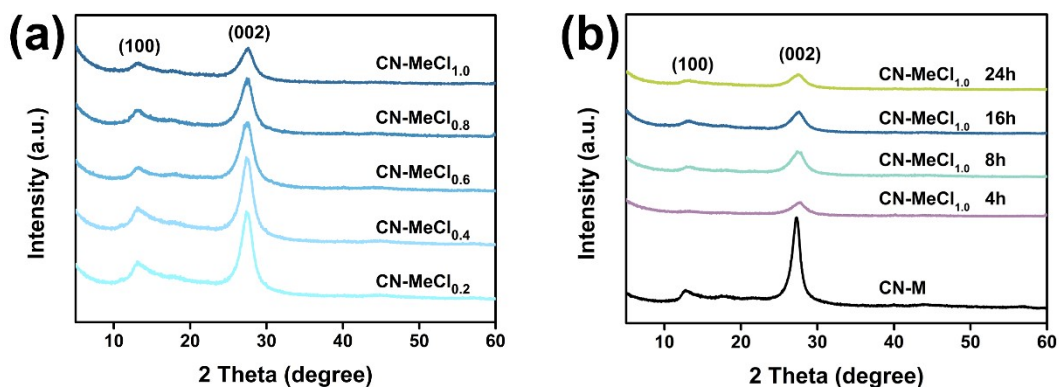 (a)
(100)
(002)
CN-MeCl1.0
CN-MeCl0.8
CN-MeCl0.6
CN-MeCl0.4
CN-MeCl0.2
Intensity (a.u.)
10 20 30 40 50 60
2 Theta (degree)
(b)
(100)
(002)
CN-MeCl1.0 24h
CN-MeCl1.0 16h
CN-MeCl1.0 8h
CN-MeCl1.0 4h
CN-M
Intensity (a.u.)
10 20 30 40 50 60
2 Theta (degree)